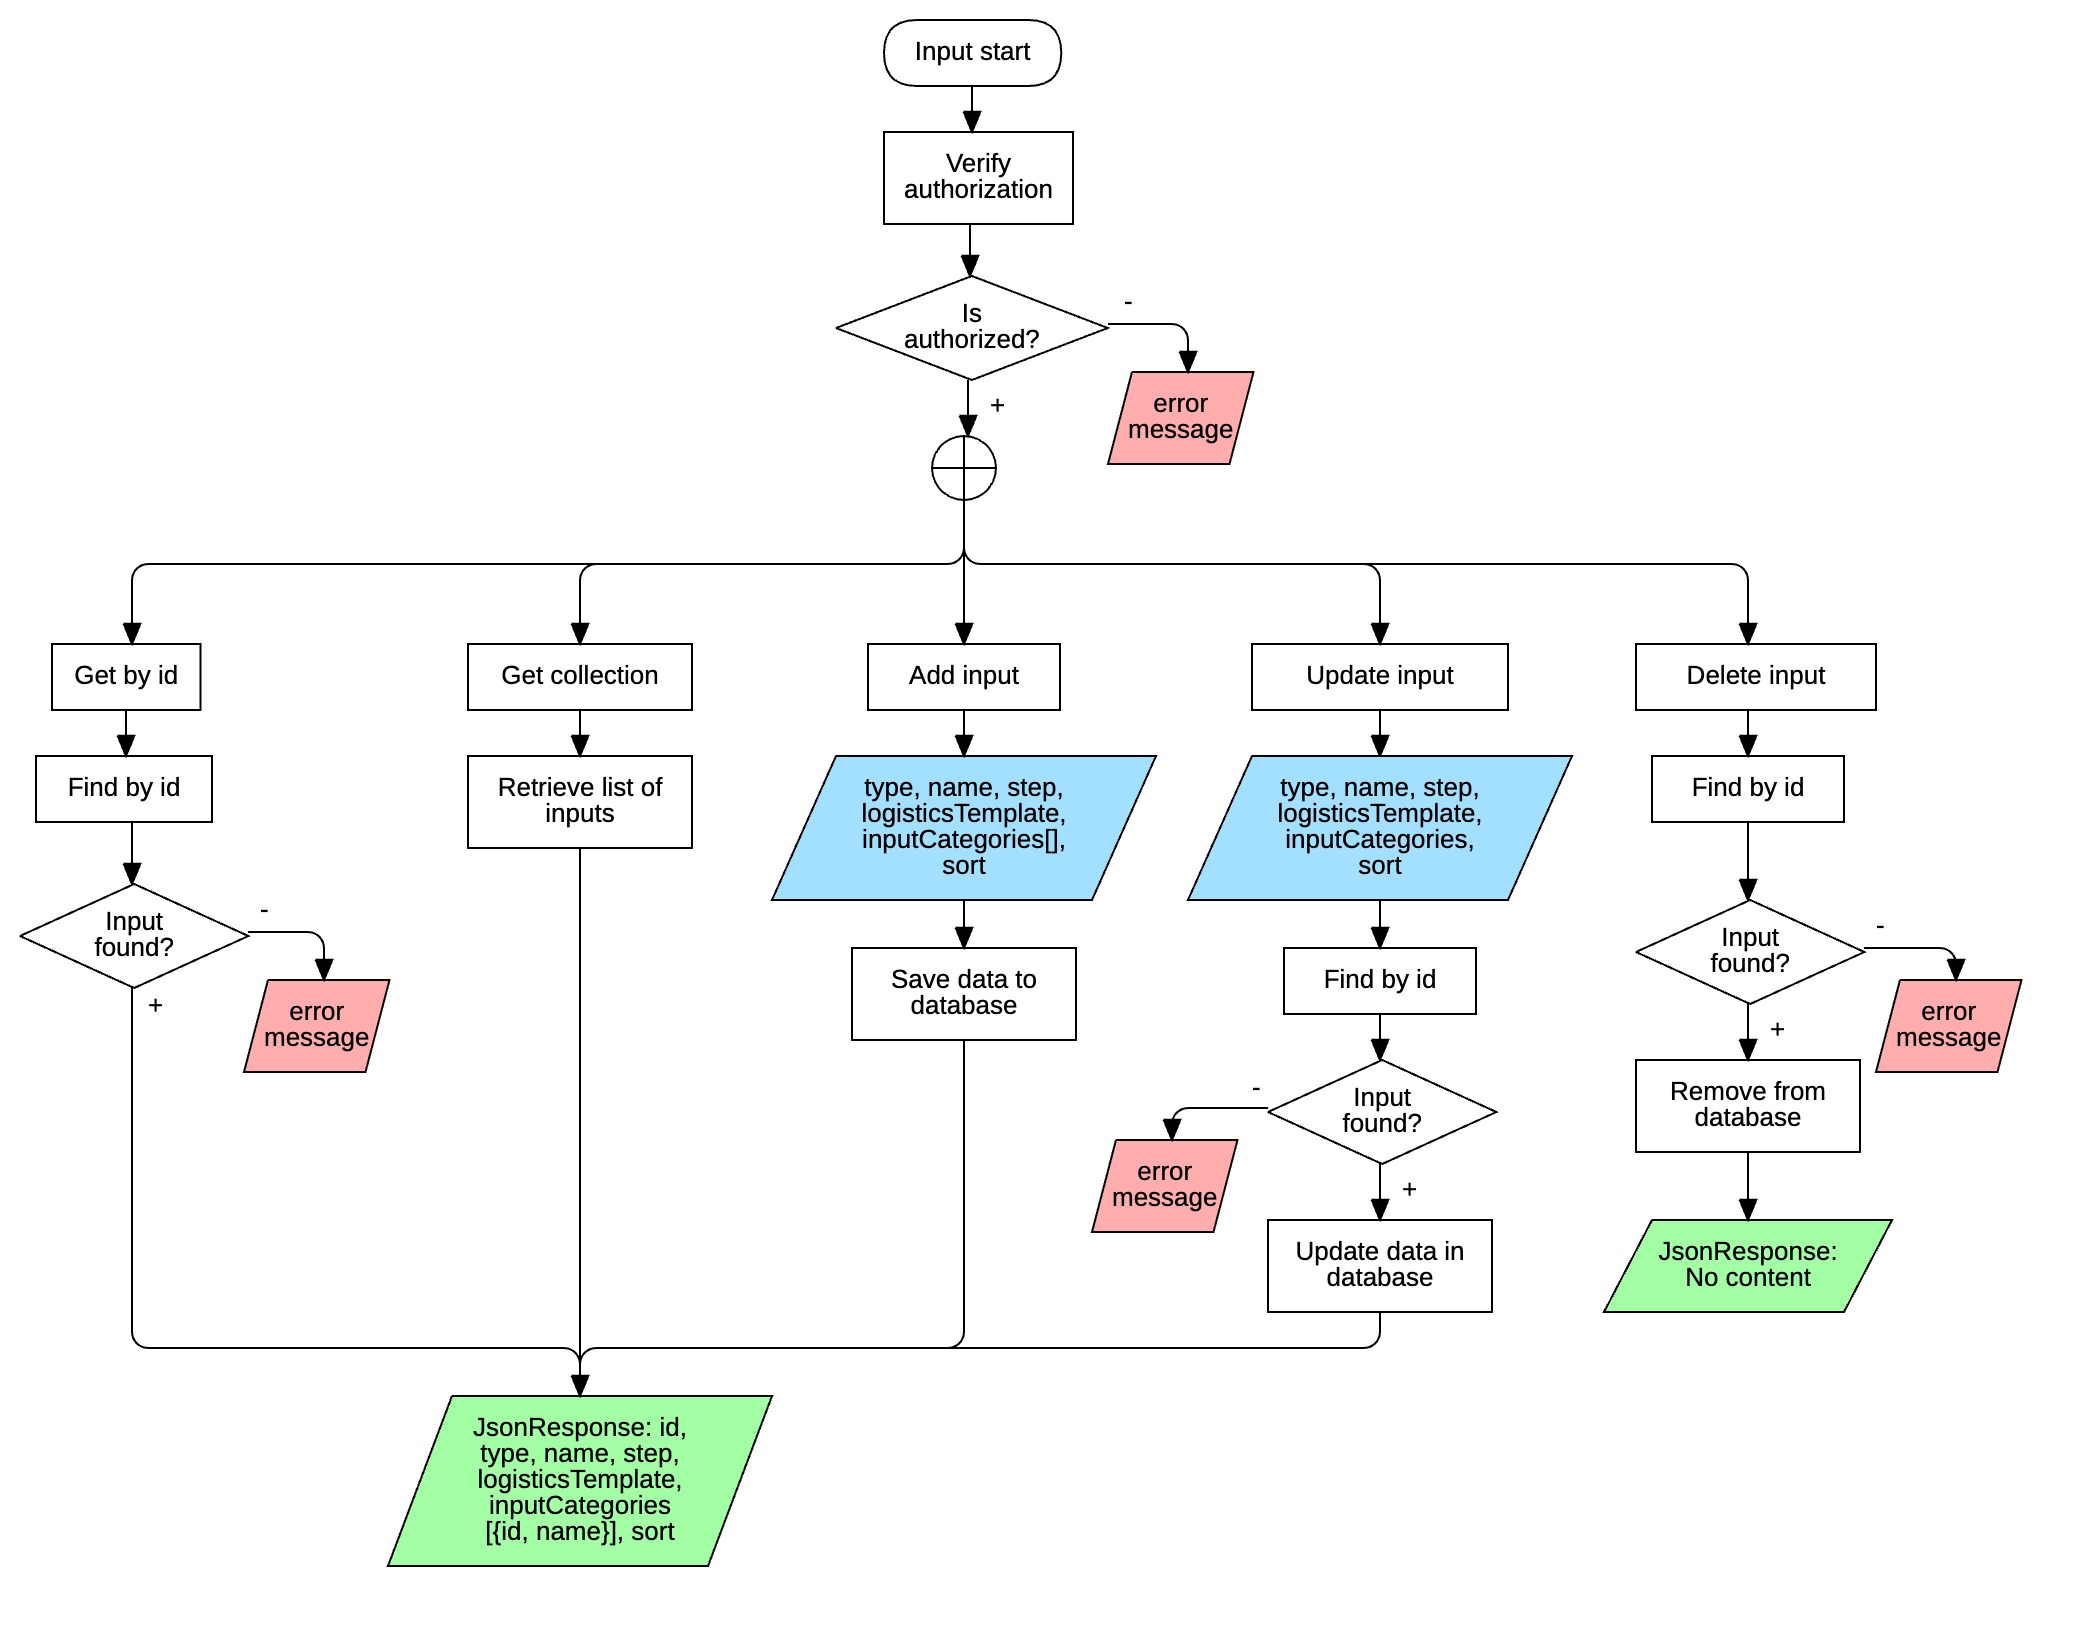 Input start
Verify
authorization
Is
authorized?
-
error
message
+
Get by id
Get collection
Add input
Update input
Delete input
Find by id
Retrieve list of
inputs
type, name, step,
logisticsTemplate,
inputCategories[],
sort
type, name, step,
logisticsTemplate,
inputCategories,
sort
Find by id
Input
found?
-
+
error
message
Save data to
database
Find by id
Input
found?
-
+
error
message
Input
found?
-
+
error
message
Remove from
database
Update data in
database
JsonResponse:
No content
JsonResponse: id,
type, name, step,
logisticsTemplate,
inputCategories
[{id, name}], sort